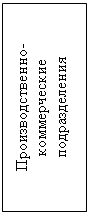 Производственно-
коммерческие
подразделения